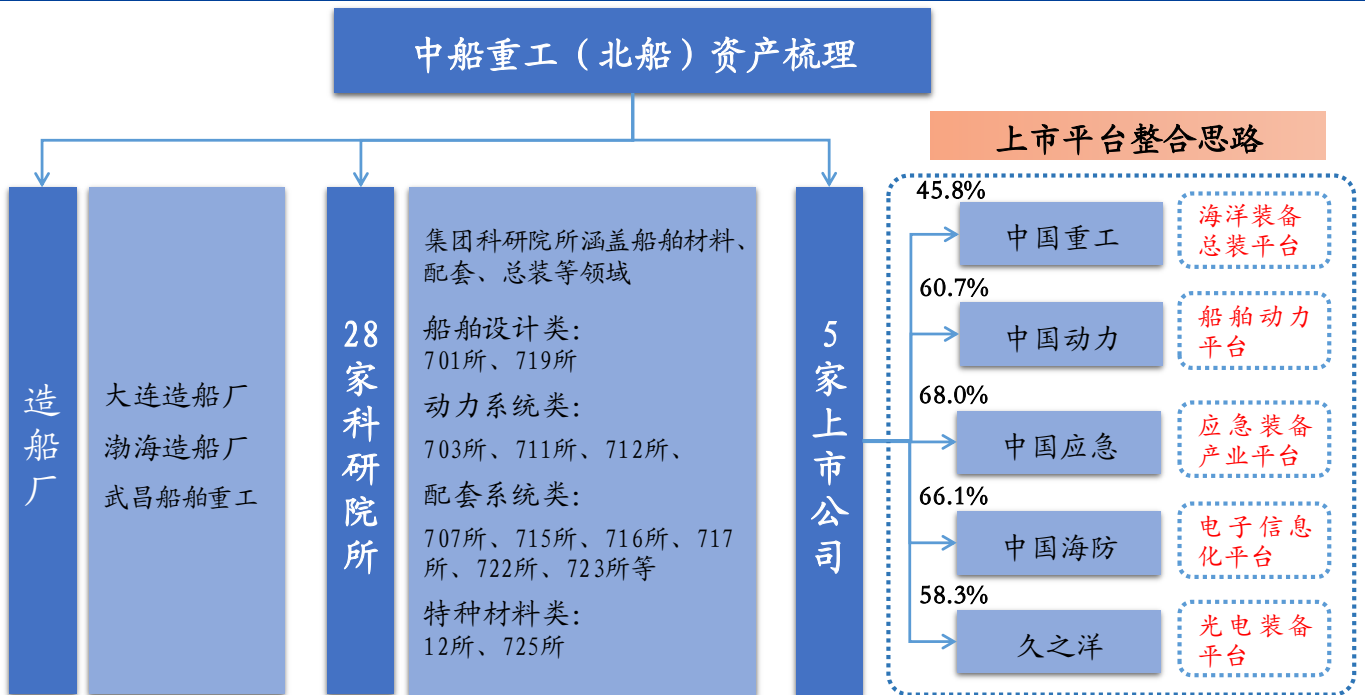 中船重工（北船）资产梳理
造船厂
大连造船厂
渤海造船厂
武昌船舶重工
28家科研院所
集团科研院所涵盖船舶材料、
配套、总装等领域
船舶设计类：
701所、719所
动力系统类：
703所、711所、712所、
配套系统类：
707所、715所、716所、717
所、722所、723所等
特种材料类：
12所、725所
5家上市公司
上市平台整合思路
45.8%
中国重工
海洋装备
总装平台
60.7%
中国动力
船舶动力
平台
68.0%
中国应急
应急装备
产业平台
66.1%
中国海防
电子信息
化平台
58.3%
久之洋
光电装备
平台